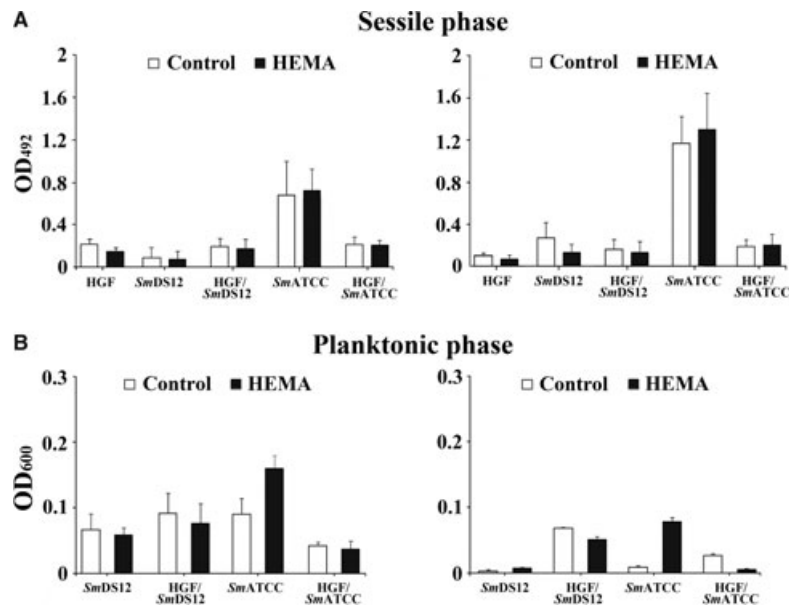 A
Sessile phase
Control HEMA
Control HEMA
OD492
2
1.6
1.2
0.8
0.4
0
2
1.6
1.2
0.8
0.4
0
HGF SmDS12 HGF/ SmATCC HGF/
SmDS12 SmATCC
HGF SmDS12 HGF/ SmATCC HGF/
SmDS12 SmATCC
B
Planktonic phase
Control HEMA
Control HEMA
OD600
0.3
0.2
0.1
0
0.3
0.2
0.1
0
SmDS12 HGF/ SmATCC HGF/
SmDS12 SmATCC
SmDS12 HGF/ SmATCC HGF/
SmDS12 SmATCC